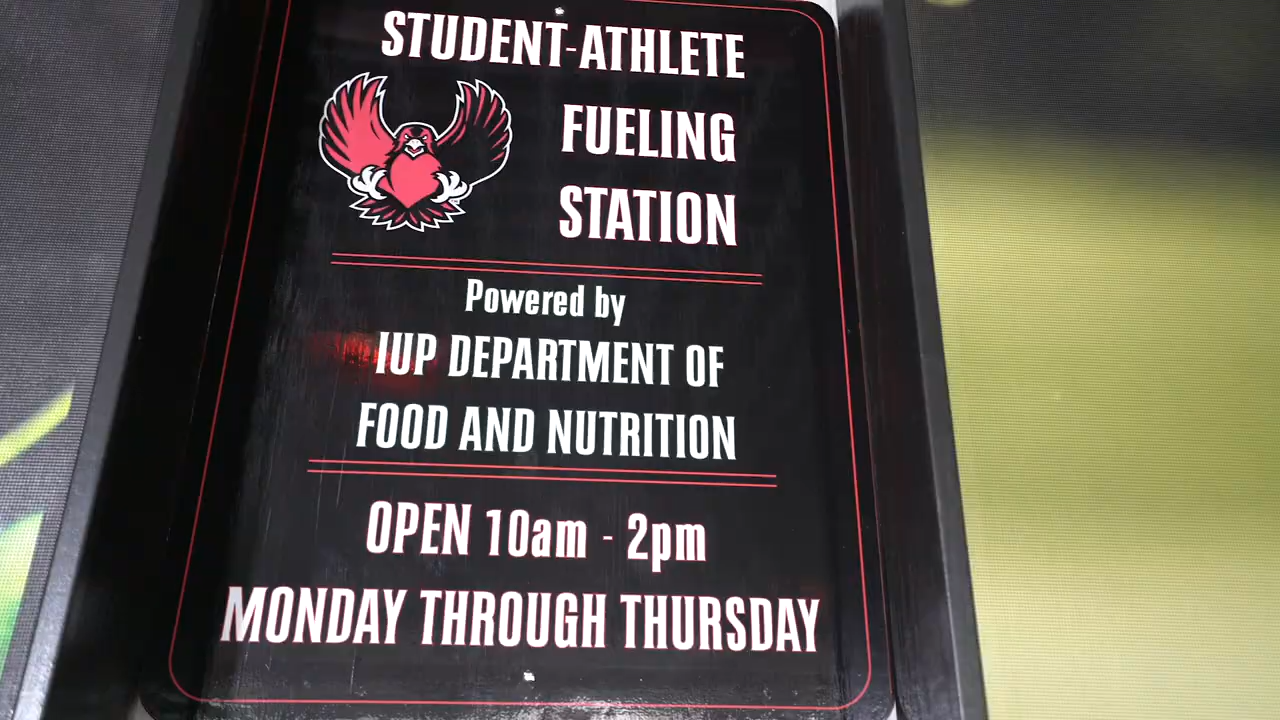 STUDENT-ATHLETE
FUELING
STATION
Powered by
IUP DEPARTMENT OF
FOOD AND NUTRITION
OPEN 10am - 2pm
MONDAY THROUGH THURSDAY